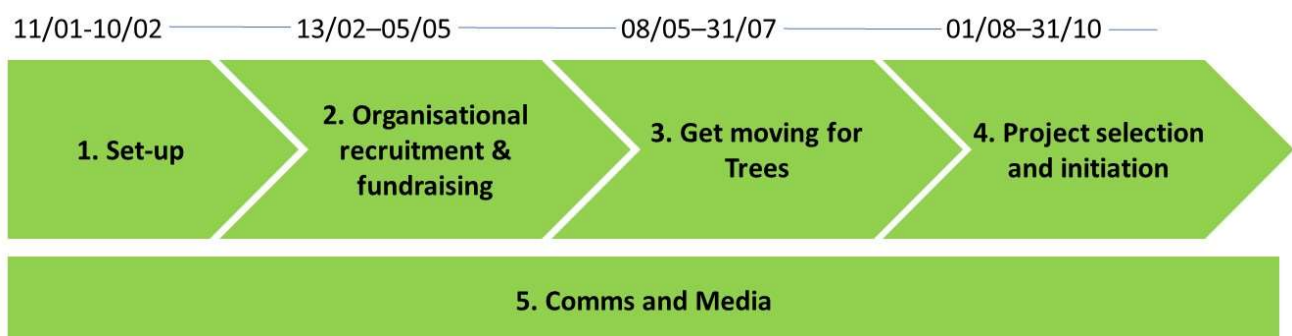 11/01-10/02 13/02–05/05 08/05–31/07 01/08–31/10
1. Set-up
2. Organisational
recruitment &
fundraising
3. Get moving for
Trees
4. Project selection
and initiation
5. Comms and Media